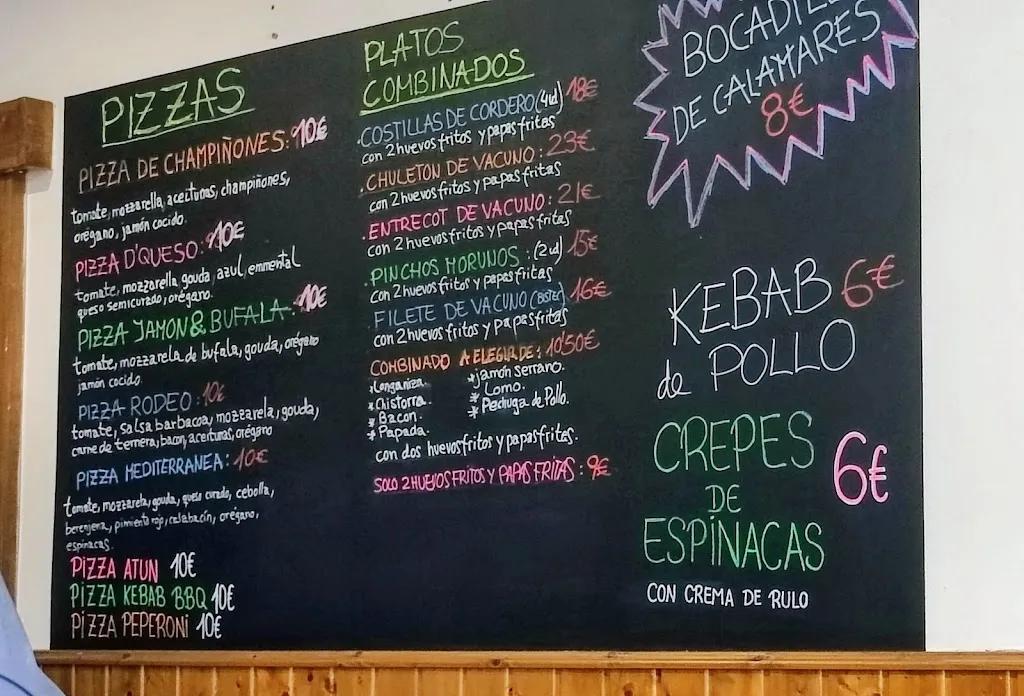 PIZZAS
PIZZA DE CHAMPIÑONES: 10€
tomate, mozzarella, aceitunas, champiñones,
orégano, jamón cocido.
PIZZA D'QUESO: 10€
tomate, mozzarella, gouda, azul, emmental
queso semicurado, orégano.
PIZZA JAMON & BUFALA: 10€
tomate, mozzarela de bufala, gouda, orégano
jamón cocido.
PIZZA RODEO: 10€
tomate, salsa barbacoa, mozzarela, gouda,
carne de ternera, bacon, aceitunas, orégano
PIZZA MEDITERRANEA: 10€
tomate, mozzarela, gouda, queso curado, cebolla,
berenjena, pimiento rojo, calabacín, orégano,
espinacas.
PIZZA ATUN 10€
PIZZA KEBAB BBQ 10€
PIZZA PEPERONI 10€
PLATOS
COMBINADOS
.COSTILLAS DE CORDERO (4ud) 18€
con 2 huevos fritos y papas fritas
.CHULETON DE VACUNO: 23€
con 2 huevos fritos y papas fritas
.ENTRECOT DE VACUNO: 21€
con 2 huevos fritos y papas fritas
.PINCHOS MORUNOS: (2ud) 15€
con 2 huevos fritos y papas fritas
FILETE DE VACUNO (BISTEC) 16€
con 2 huevos fritos y papas fritas
COMBINADO A ELEGIR DE: 10'50€
*Longaniza.
*Chistorra.
*Bacon.
*Papada.
*jamón serrano.
*Lomo.
*Pechuga de Pollo.
con dos huevos fritos y papas fritas.
SOLO 2 HUEVOS FRITOS Y PAPAS FRITAS: 9€
DE CALAMARES
8€
KEBAB 6€
de POLLO
CREPES
DE
ESPINACAS
6€
CON CREMA DE RULO